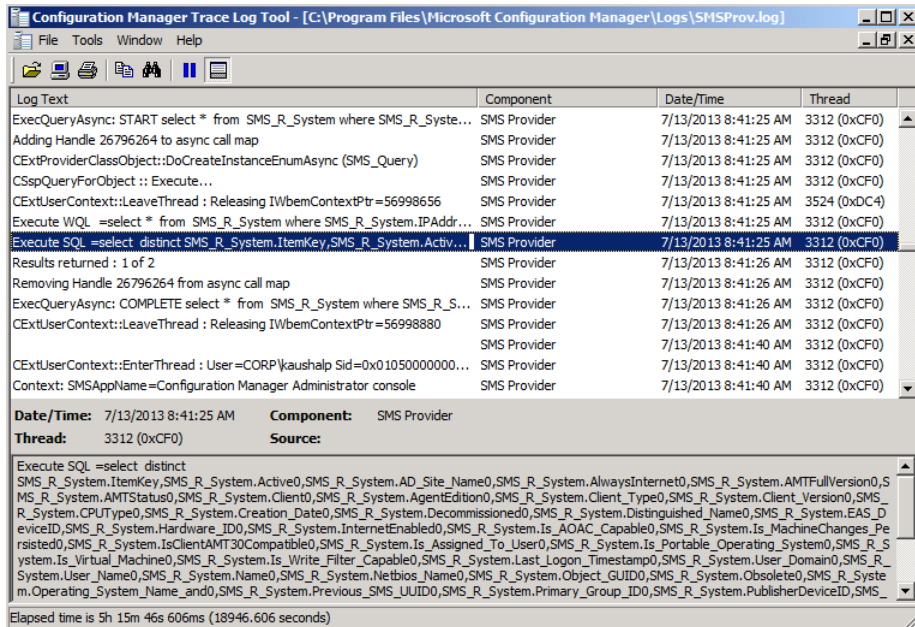 Configuration Manager Trace Log Tool - [C:\Program Files\Microsoft Configuration Manager\Logs\SMSProv.log]
File Tools Window Help
Log Text Component Date/Time Thread
ExecQueryAsync: START select * from SMS_R_System where SMS_R_Syste... SMS Provider 7/13/2013 8:41:25 AM 3312 (0xCF0)
Adding Handle 26796264 to async call map SMS Provider 7/13/2013 8:41:25 AM 3312 (0xCF0)
CExtProviderClassObject::DoCreateInstanceEnumAsync (SMS_Query) SMS Provider 7/13/2013 8:41:25 AM 3312 (0xCF0)
CSspQueryForObject :: Execute... SMS Provider 7/13/2013 8:41:25 AM 3312 (0xCF0)
CExtUserContext::LeaveThread : Releasing IWbemContextPtr=56998656 SMS Provider 7/13/2013 8:41:25 AM 3524 (0xDC4)
Execute WQL =select * from SMS_R_System where SMS_R_System.IPAddr... SMS Provider 7/13/2013 8:41:25 AM 3312 (0xCF0)
Execute SQL =select distinct SMS_R_System.ItemKey,SMS_R_System.Activ... SMS Provider 7/13/2013 8:41:25 AM 3312 (0xCF0)
Results returned : 1 of 2 SMS Provider 7/13/2013 8:41:26 AM 3312 (0xCF0)
Removing Handle 26796264 from async call map SMS Provider 7/13/2013 8:41:26 AM 3312 (0xCF0)
ExecQueryAsync: COMPLETE select * from SMS_R_System where SMS_R_S... SMS Provider 7/13/2013 8:41:26 AM 3312 (0xCF0)
CExtUserContext::LeaveThread : Releasing IWbemContextPtr=56998880 SMS Provider 7/13/2013 8:41:26 AM 3312 (0xCF0)
SMS Provider 7/13/2013 8:41:40 AM 3312 (0xCF0)
CExtUserContext::EnterThread : User=CORP\kaushalp Sid=0x01050000000... SMS Provider 7/13/2013 8:41:40 AM 3312 (0xCF0)
Context: SMSAppName=Configuration Manager Administrator console SMS Provider 7/13/2013 8:41:40 AM 3312 (0xCF0)
Date/Time: 7/13/2013 8:41:25 AM Component: SMS Provider
Thread: 3312 (0xCF0) Source:
Execute SQL =select distinct
SMS_R_System.ItemKey,SMS_R_System.Active0,SMS_R_System.AD_Site_Name0,SMS_R_System.AlwaysInternet0,SMS_R_System.AMTFullVersion0,S
MS_R_System.AMTStatus0,SMS_R_System.Client0,SMS_R_System.AgentEdition0,SMS_R_System.Client_Type0,SMS_R_System.Client_Version0,SMS_
R_System.CPUType0,SMS_R_System.Creation_Date0,SMS_R_System.Decommissioned0,SMS_R_System.Distinguished_Name0,SMS_R_System.EAS_D
eviceID,SMS_R_System.Hardware_ID0,SMS_R_System.InternetEnabled0,SMS_R_System.Is_AOAC_Capable0,SMS_R_System.Is_MachineChanges_Pe
rsisted0,SMS_R_System.IsClientAMT30Compatible0,SMS_R_System.Is_Assigned_To_User0,SMS_R_System.Is_Portable_Operating_System0,SMS_R_S
ystem.Is_Virtual_Machine0,SMS_R_System.Is_Write_Filter_Capable0,SMS_R_System.Last_Logon_Timestamp0,SMS_R_System.User_Domain0,SMS_R_
System.User_Name0,SMS_R_System.Name0,SMS_R_System.Netbios_Name0,SMS_R_System.Object_GUID0,SMS_R_System.Obsolete0,SMS_R_Syste
m.Operating_System_Name_and0,SMS_R_System.Previous_SMS_UUID0,SMS_R_System.Primary_Group_ID0,SMS_R_System.PublisherDeviceID,SMS_
Elapsed time is 5h 15m 46s 606ms (18946.606 seconds)